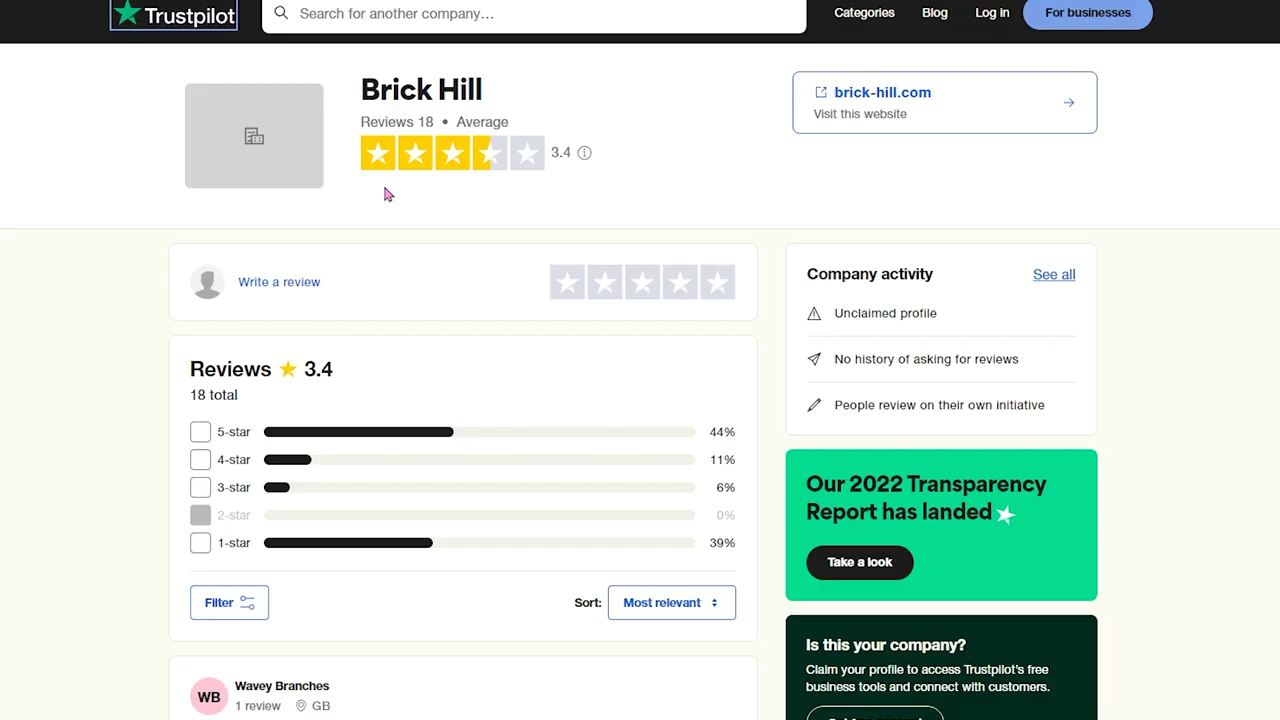 Trustpilot
Search for another company…
Categories
Blog
Log in
For businesses
Brick Hill
Reviews 18 • Average
3.4
brick-hill.com
Visit this website
Write a review
Reviews 3.4
18 total
5-star 44%
4-star 11%
3-star 6%
2-star 0%
1-star 39%
Filter
Sort: Most relevant
WB
Wavey Branches
1 review GB
Company activity
See all
Unclaimed profile
No history of asking for reviews
People review on their own initiative
Our 2022 Transparency
Report has landed
Take a look
Is this your company?
Claim your profile to access Trustpilot's free
business tools and connect with customers.